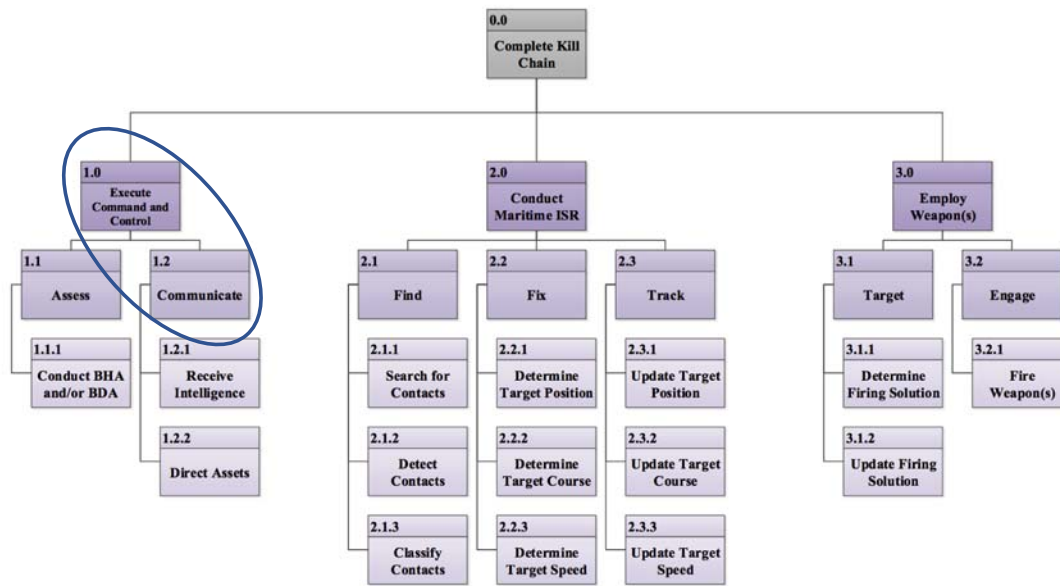 0.0
Complete Kill
Chain
1.0
Execute
Command and
Control
2.0
Conduct
Maritime ISR
3.0
Employ
Weapon(s)
1.1
Assess
1.2
Communicate
2.1
Find
2.2
Fix
2.3
Track
3.1
Target
3.2
Engage
1.1.1
Conduct BHA
and/or BDA
1.2.1
Receive
Intelligence
1.2.2
Direct Assets
2.1.1
Search for
Contacts
2.1.2
Detect
Contacts
2.1.3
Classify
Contacts
2.2.1
Determine
Target Position
2.2.2
Determine
Target Course
2.2.3
Determine
Target Speed
2.3.1
Update Target
Position
2.3.2
Update Target
Course
2.3.3
Update Target
Speed
3.1.1
Determine
Firing Solution
3.1.2
Update Firing
Solution
3.2.1
Fire
Weapon(s)